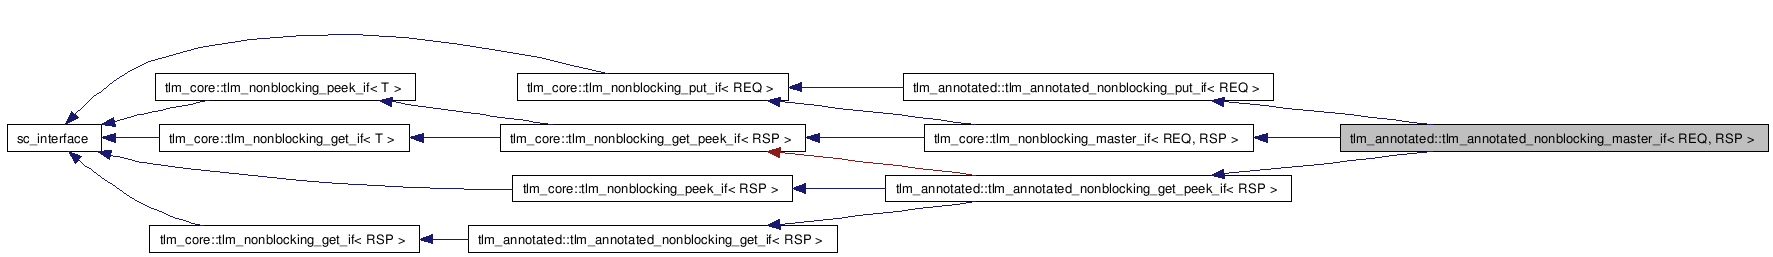 tlm_core::tlm_nonblocking_peek_if< T >
tlm_core::tlm_nonblocking_put_if< REQ >
tlm_annotated::tlm_annotated_nonblocking_put_if< REQ >
sc_interface
tlm_core::tlm_nonblocking_get_if< T >
tlm_core::tlm_nonblocking_get_peek_if< RSP >
tlm_core::tlm_nonblocking_master_if< REQ, RSP >
tlm_annotated::tlm_annotated_nonblocking_master_if< REQ, RSP >
tlm_core::tlm_nonblocking_peek_if< RSP >
tlm_annotated::tlm_annotated_nonblocking_get_peek_if< RSP >
tlm_core::tlm_nonblocking_get_if< RSP >
tlm_annotated::tlm_annotated_nonblocking_get_if< RSP >